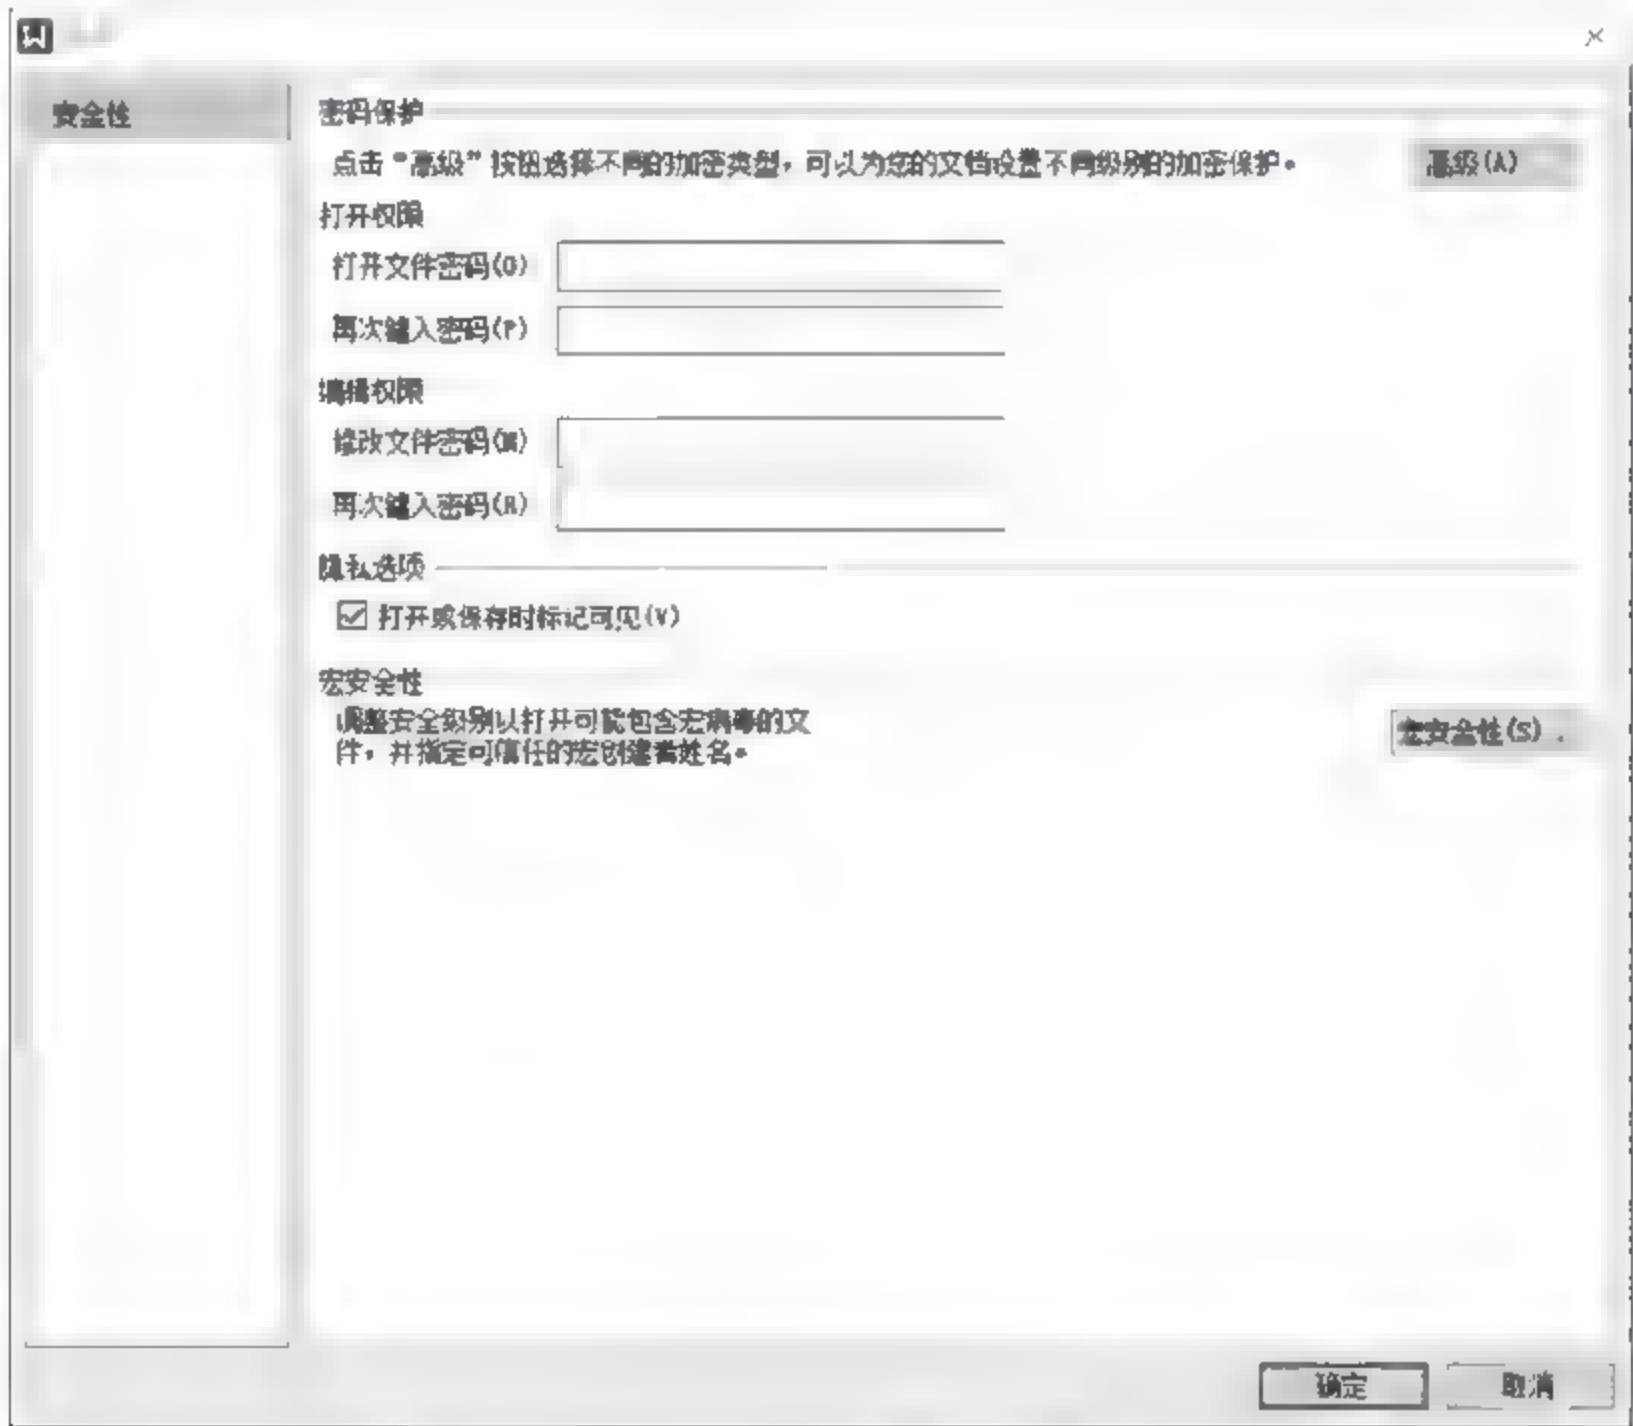 安全性
密码保护
点击“高级”按钮选择不同的加密类型，可以为您的文档设置不同级别的加密保护。
高级(A)
打开权限
打开文件密码(O)
再次键入密码(P)
编辑权限
修改文件密码(M)
再次键入密码(R)
隐私选项
打开或保存时标记可见(V)
宏安全性
调整安全级别以打开可能包含宏病毒的文
件，并指定可信任的宏创建者姓名。
宏安全性(S) .
确定
取消